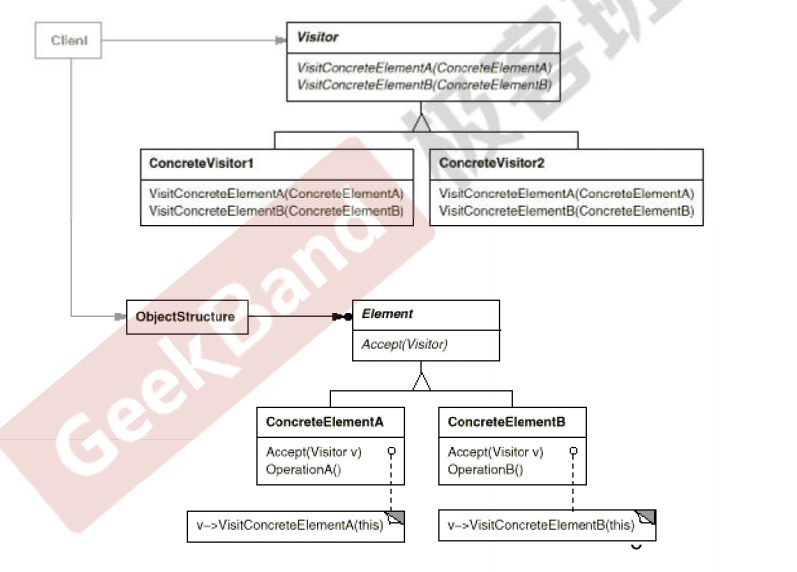 Client
Visitor
VisitConcreteElementA(ConcreteElementA)
VisitConcreteElementB(ConcreteElementB)
ConcreteVisitor1
VisitConcreteElementA(ConcreteElementA)
VisitConcreteElementB(ConcreteElementB)
ConcreteVisitor2
VisitConcreteElementA(ConcreteElementA)
VisitConcreteElementB(ConcreteElementB)
ObjectStructure
Element
Accept(Visitor)
ConcreteElementA
Accept(Visitor v)
OperationA()
ConcreteElementB
Accept(Visitor v)
OperationB()
v->VisitConcreteElementA(this)
v->VisitConcreteElementB(this)
GeekBand
极客班